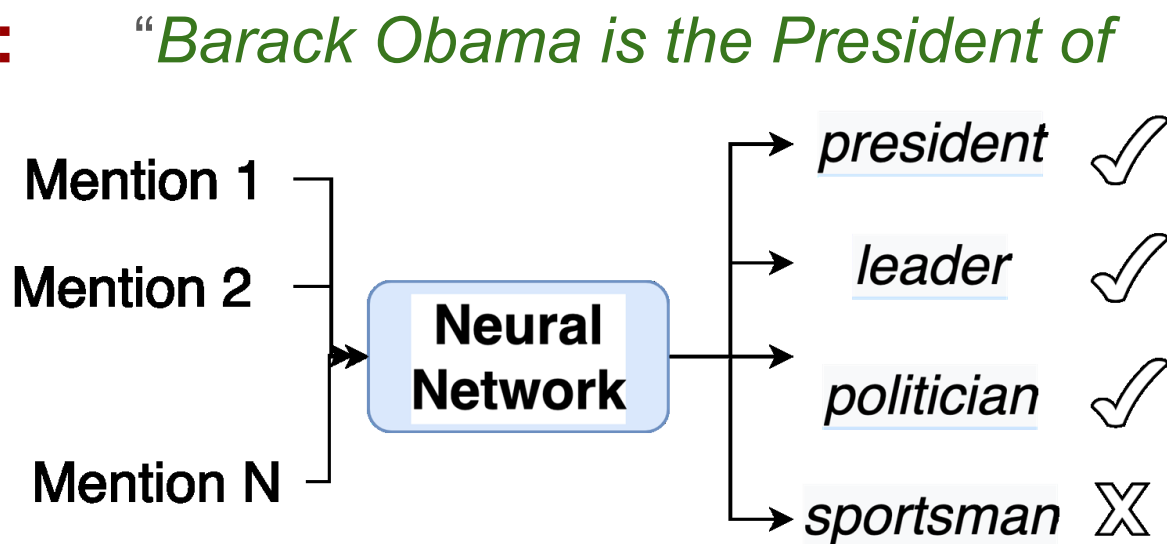 : “Barack Obama is the President of
Mention 1
Mention 2
Mention N
Neural
Network
president
leader
politician
sportsman